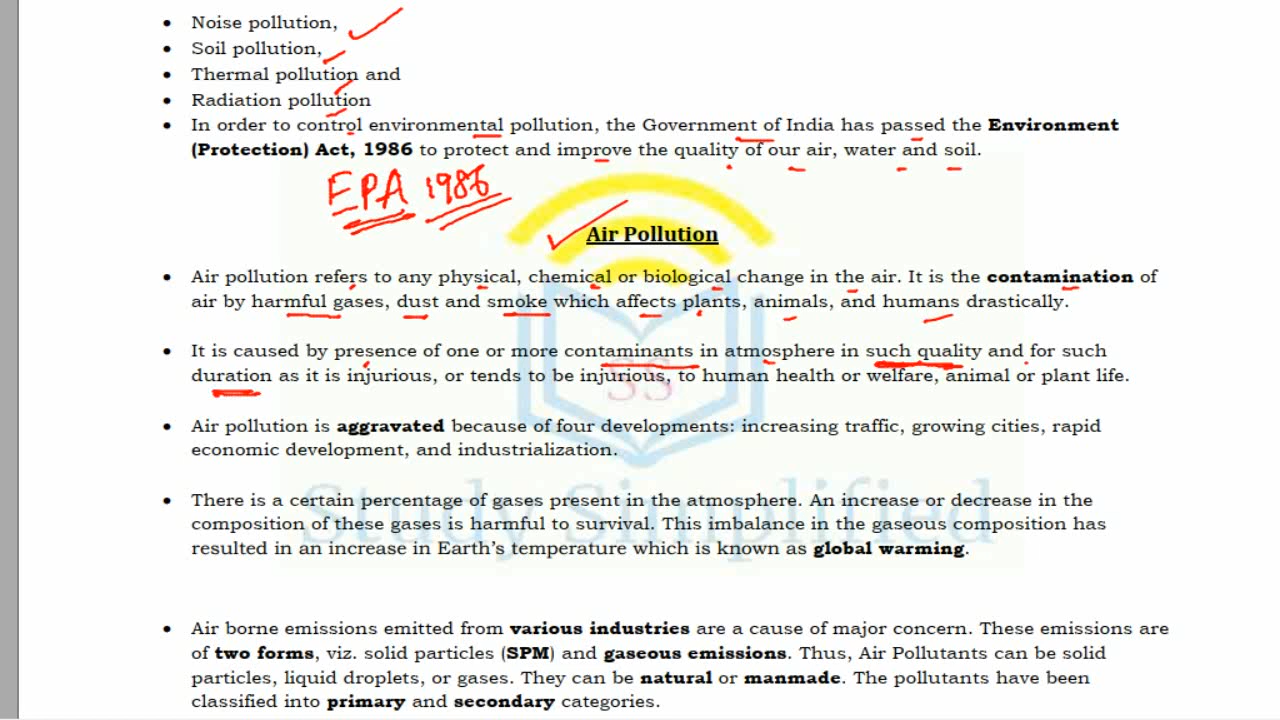 Noise pollution,
Soil pollution,
Thermal pollution and
Radiation pollution
In order to control environmental pollution, the Government of India has passed the Environment
(Protection) Act, 1986 to protect and improve the quality of our air, water and soil.
EPA 1986
Air Pollution
Air pollution refers to any physical, chemical or biological change in the air. It is the contamination of
air by harmful gases, dust and smoke which affects plants, animals, and humans drastically.
It is caused by presence of one or more contaminants in atmosphere in such quality and for such
duration as it is injurious, or tends to be injurious, to human health or welfare, animal or plant life.
SS
Air pollution is aggravated because of four developments: increasing traffic, growing cities, rapid
economic development, and industrialization.
Study Simplified
There is a certain percentage of gases present in the atmosphere. An increase or decrease in the
composition of these gases is harmful to survival. This imbalance in the gaseous composition has
resulted in an increase in Earth's temperature which is known as global warming.
Air borne emissions emitted from various industries are a cause of major concern. These emissions are
of two forms, viz. solid particles (SPM) and gaseous emissions. Thus, Air Pollutants can be solid
particles, liquid droplets, or gases. They can be natural or manmade. The pollutants have been
classified into primary and secondary categories.